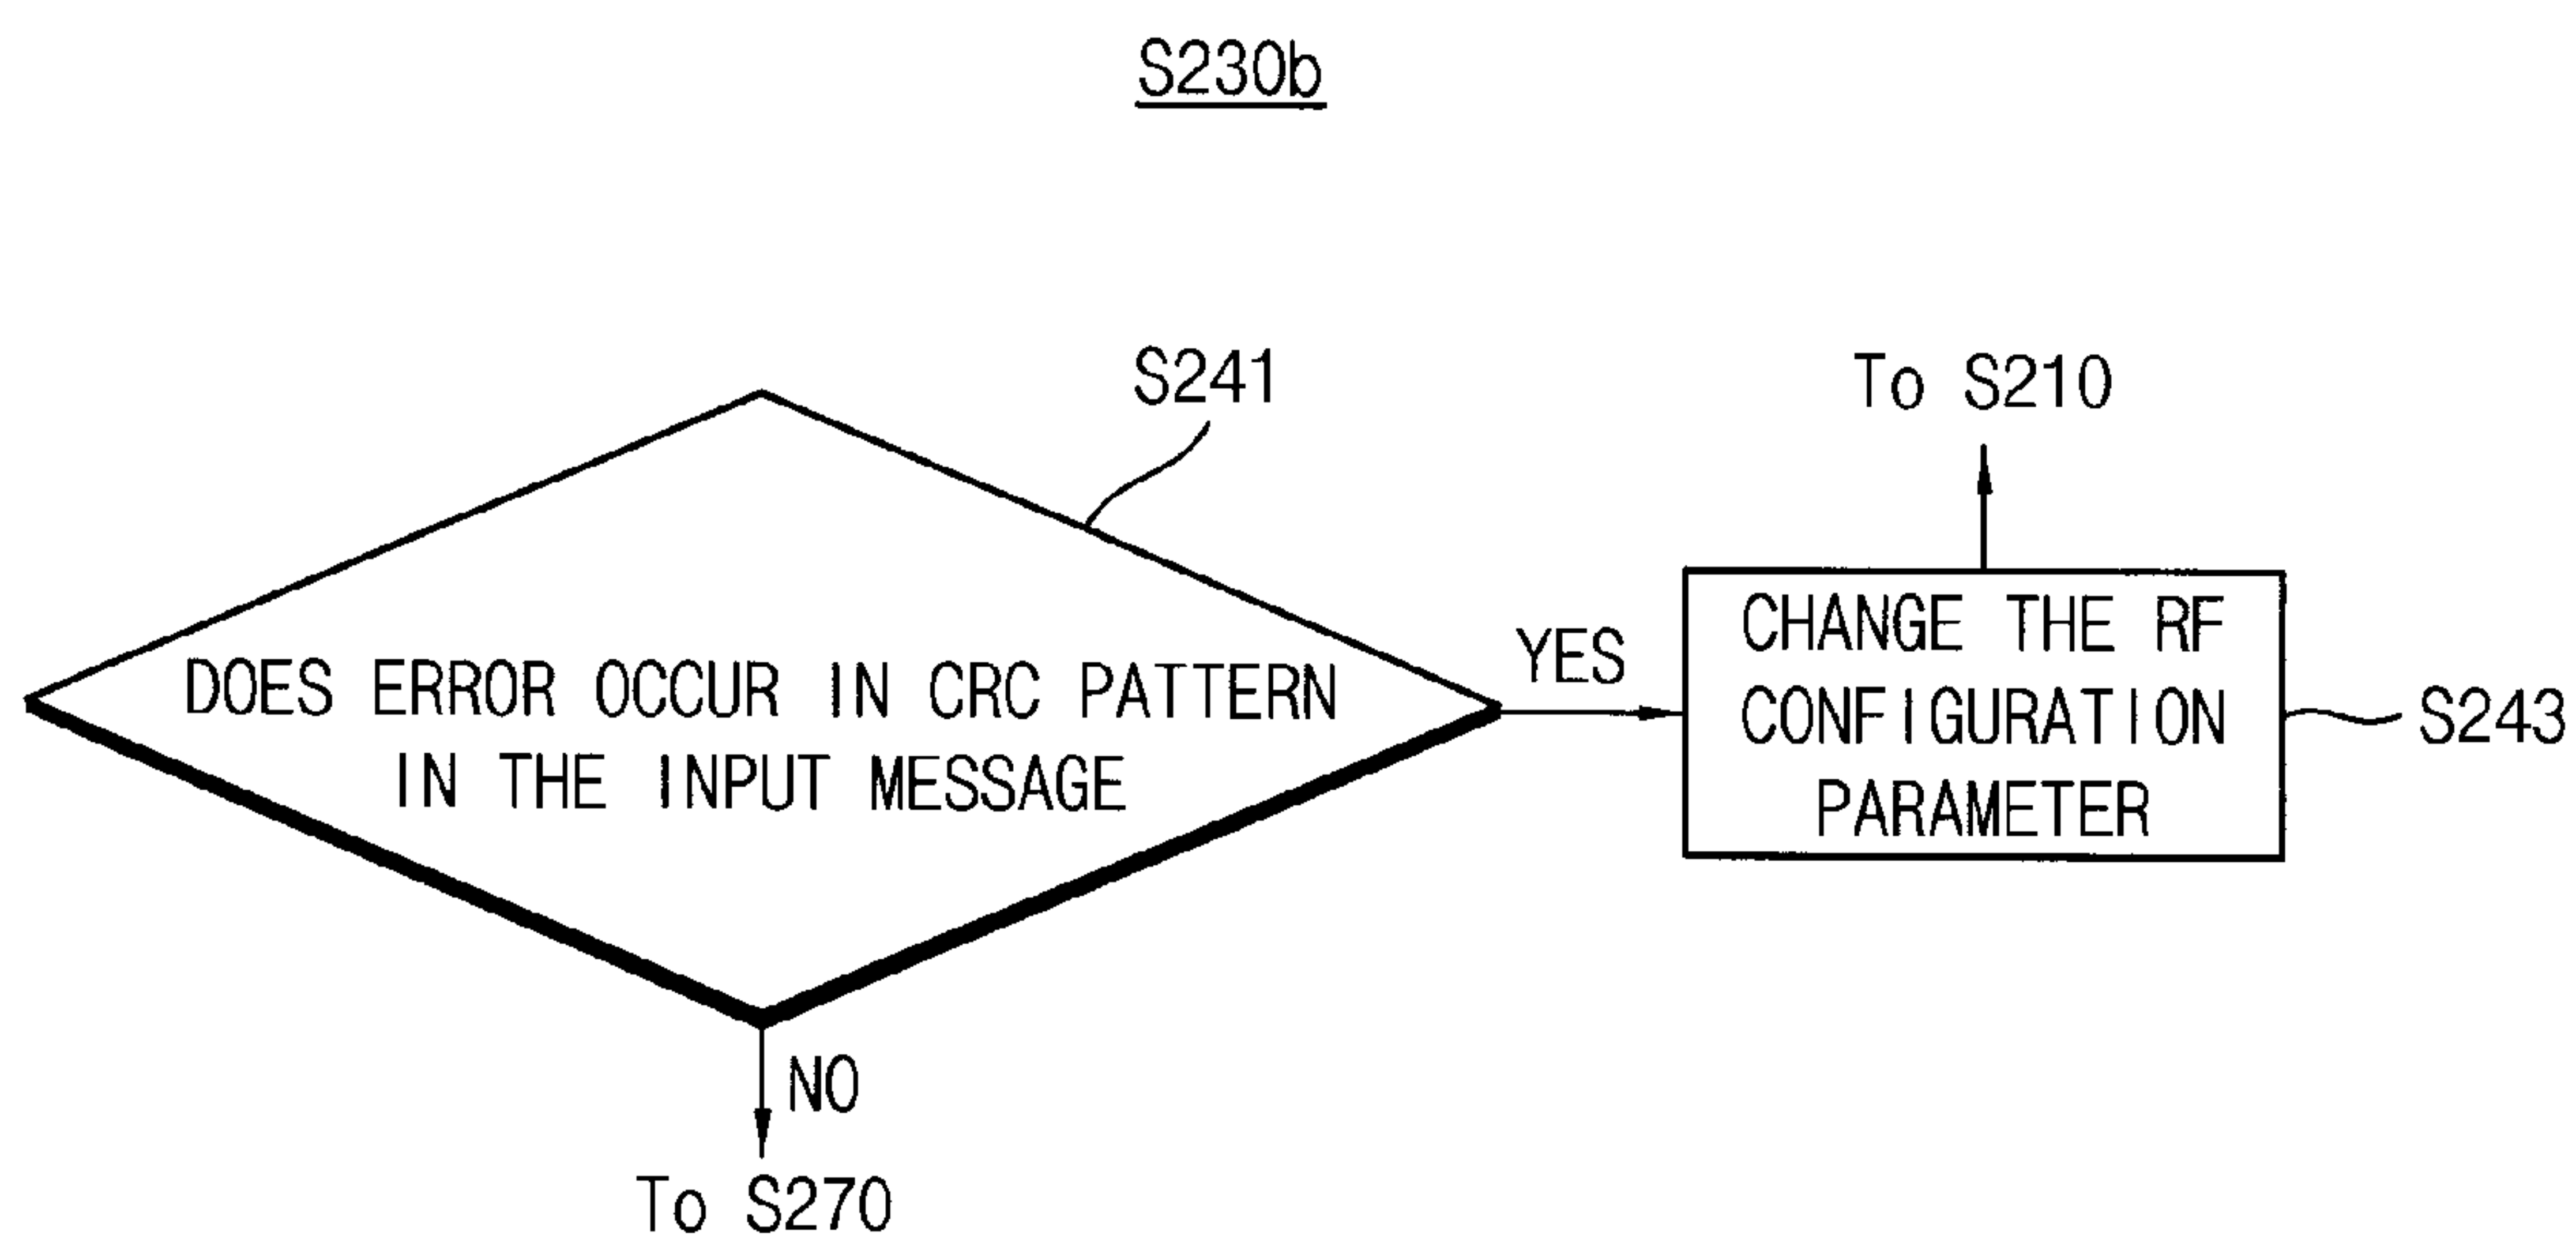 S230b
S241
To S210
DOES ERROR OCCUR IN CRC PATTERN
IN THE INPUT MESSAGE
YES
CHANGE THE RF
CONFIGURATION
PARAMETER
S243
NO
To S270